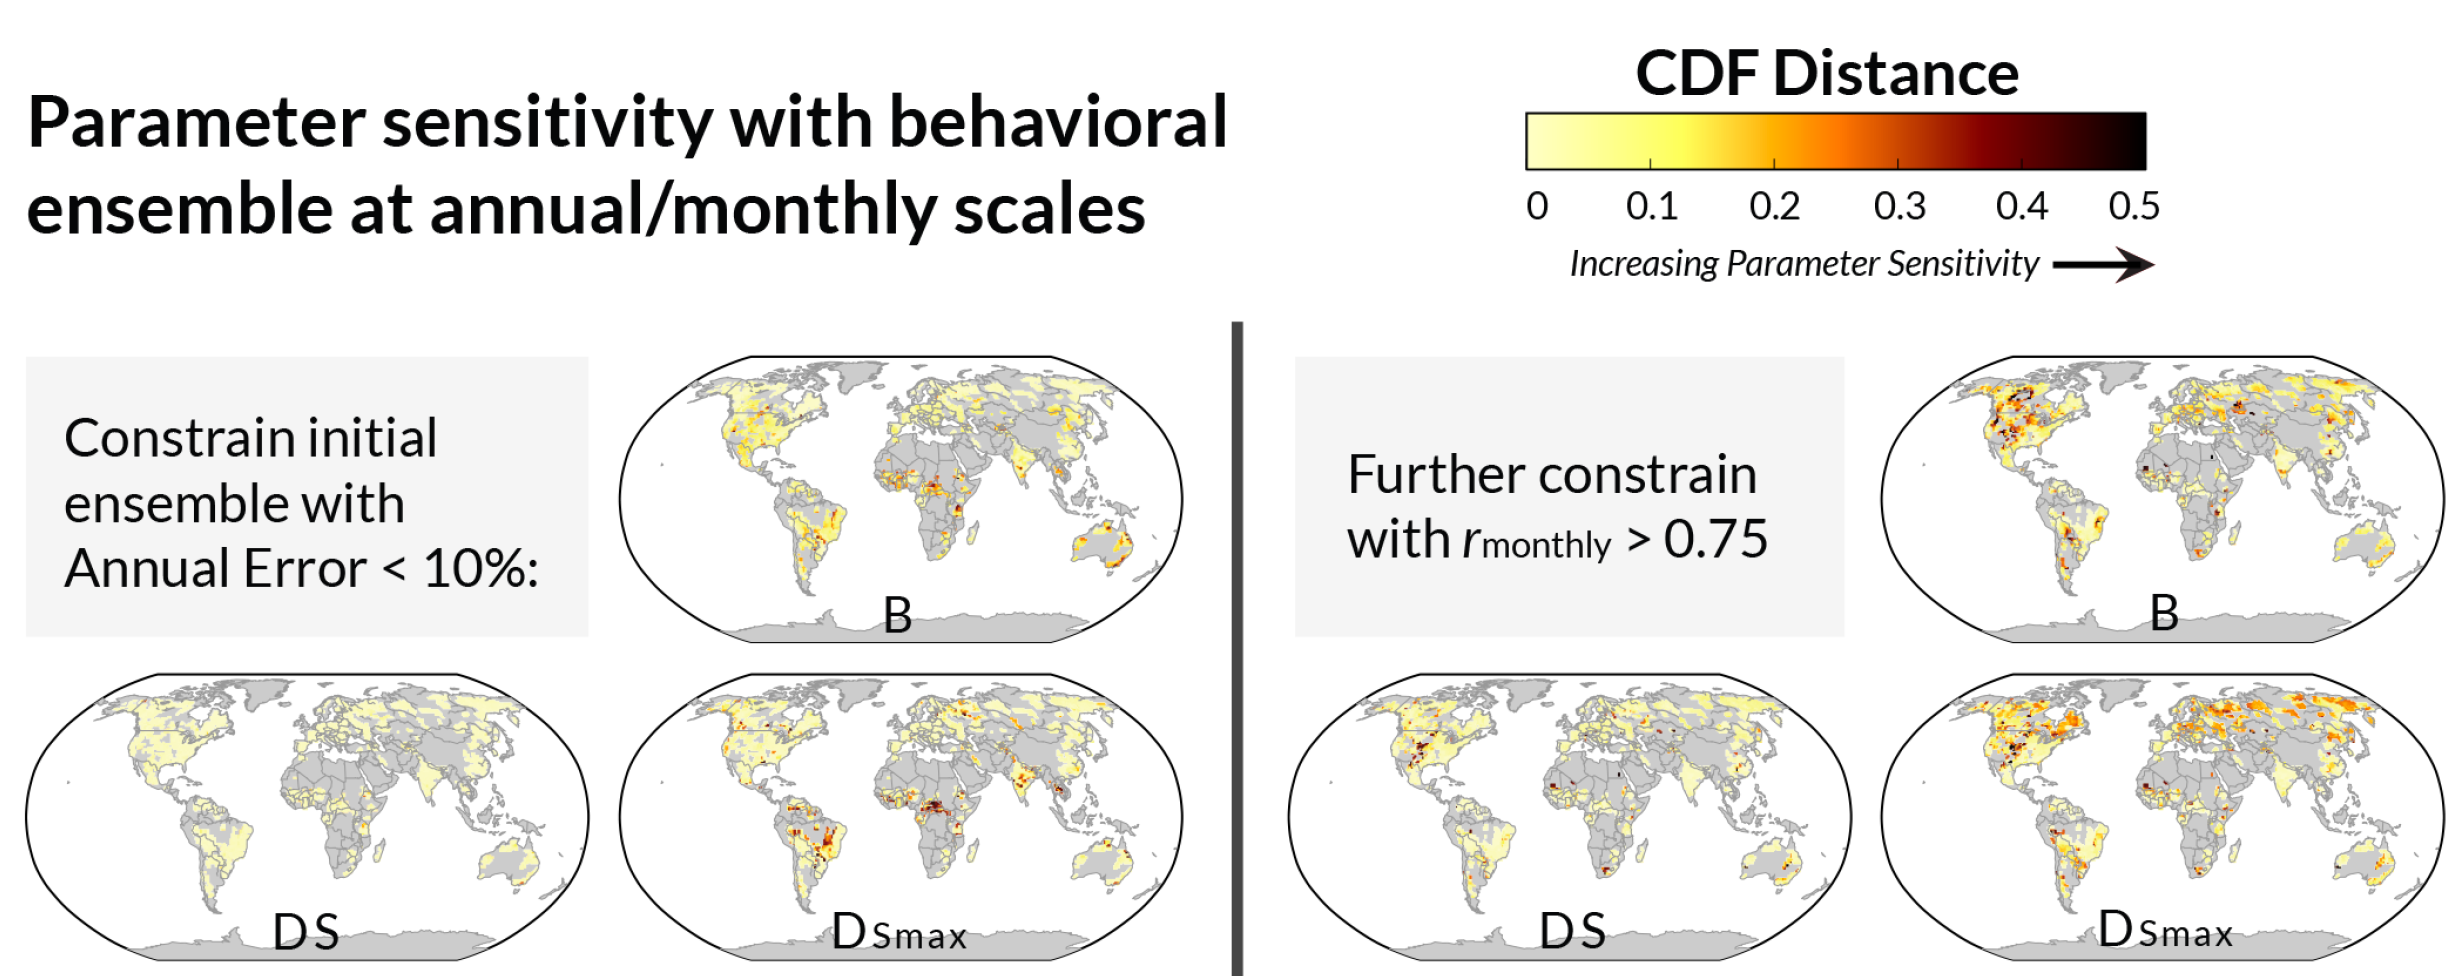 Parameter sensitivity with behavioral
ensemble at annual/monthly scales
CDF Distance
0 0.1 0.2 0.3 0.4 0.5
Increasing Parameter Sensitivity
Constrain initial
ensemble with
Annual Error < 10%:
B
DS
DSmax
Further constrain
with rmonthly > 0.75
B
DS
DSmax